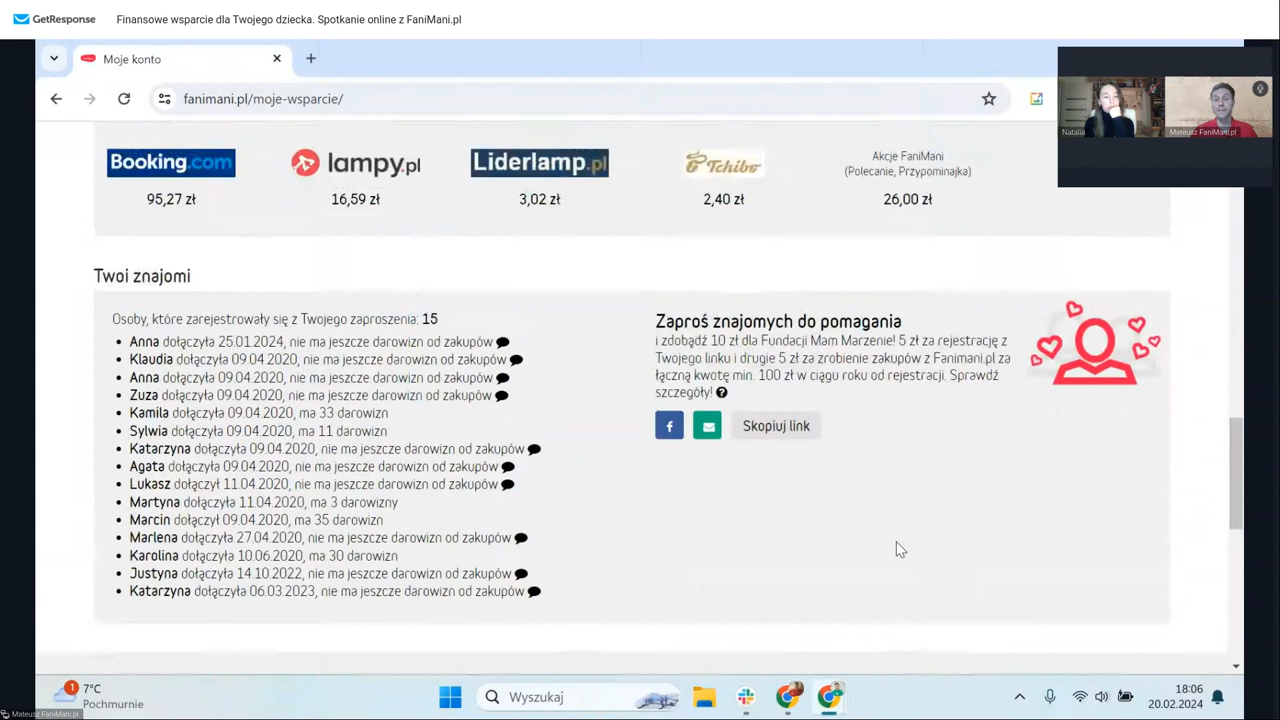 GetResponse
Finansowe wsparcie dla Twojego dziecka. Spotkanie online z FaniMani.pl
Moje konto
fanimani.pl/moje-wsparcie/
Natalia
Mateusz FaniMani.pl
Booking.com
lampy.pl
Liderlamp.pl
Tchibo
Akcje FaniMani
(Polecanie, Przypominajka)
95,27 zł
16,59 zł
3,02 zł
2,40 zł
26,00 zł
Twoi znajomi
Osoby, które zarejestrowały się z Twojego zaproszenia: 15
Anna dołączyła 25.01.2024, nie ma jeszcze darowizn od zakupów
Klaudia dołączyła 09.04.2020, nie ma jeszcze darowizn od zakupów
Anna dołączyła 09.04.2020, nie ma jeszcze darowizn od zakupów
Zuza dołączyła 09.04.2020, nie ma jeszcze darowizn od zakupów
Kamila dołączyła 09.04.2020, ma 33 darowizn
Sylwia dołączyła 09.04.2020, ma 11 darowizn
Katarzyna dołączyła 09.04.2020, nie ma jeszcze darowizn od zakupów
Agata dołączyła 09.04.2020, nie ma jeszcze darowizn od zakupów
Lukasz dołączył 11.04.2020, nie ma jeszcze darowizn od zakupów
Martyna dołączyła 11.04.2020, ma 3 darowizny
Marcin dołączył 09.04.2020, ma 35 darowizn
Marlena dołączyła 27.04.2020, nie ma jeszcze darowizn od zakupów
Karolina dołączyła 10.06.2020, ma 30 darowizn
Justyna dołączyła 14.10.2022, nie ma jeszcze darowizn od zakupów
Katarzyna dołączyła 06.03.2023, nie ma jeszcze darowizn od zakupów
Zaproś znajomych do pomagania
i zdobądź 10 zł dla Fundacji Mam Marzenie! 5 zł za rejestrację z
Twojego linku i drugie 5 zł za zrobienie zakupów z Fanimani.pl za
łączną kwotę min. 100 zł w ciągu roku od rejestracji. Sprawdź
szczegóły!
Skopiuj link
1
7°C
Pochmurnie
Wyszukaj
18:06
20.02.2024
Mateusz FaniMani.pl